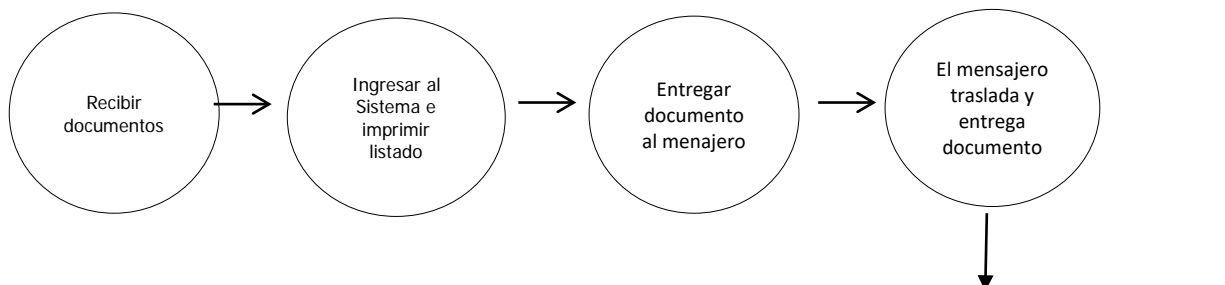 Recibir
documentos
Ingresar al
Sistema e
imprimir
listado
Entregar
documento
al menajero
El mensajero
traslada y
entrega
documento